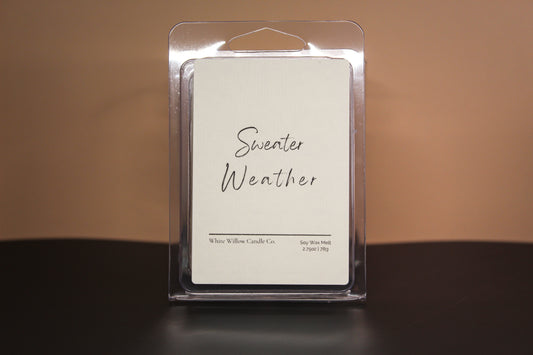 Sweater
Weather
White Willow Candle Co.
Soy Wax Melt
2.75oz | 78g